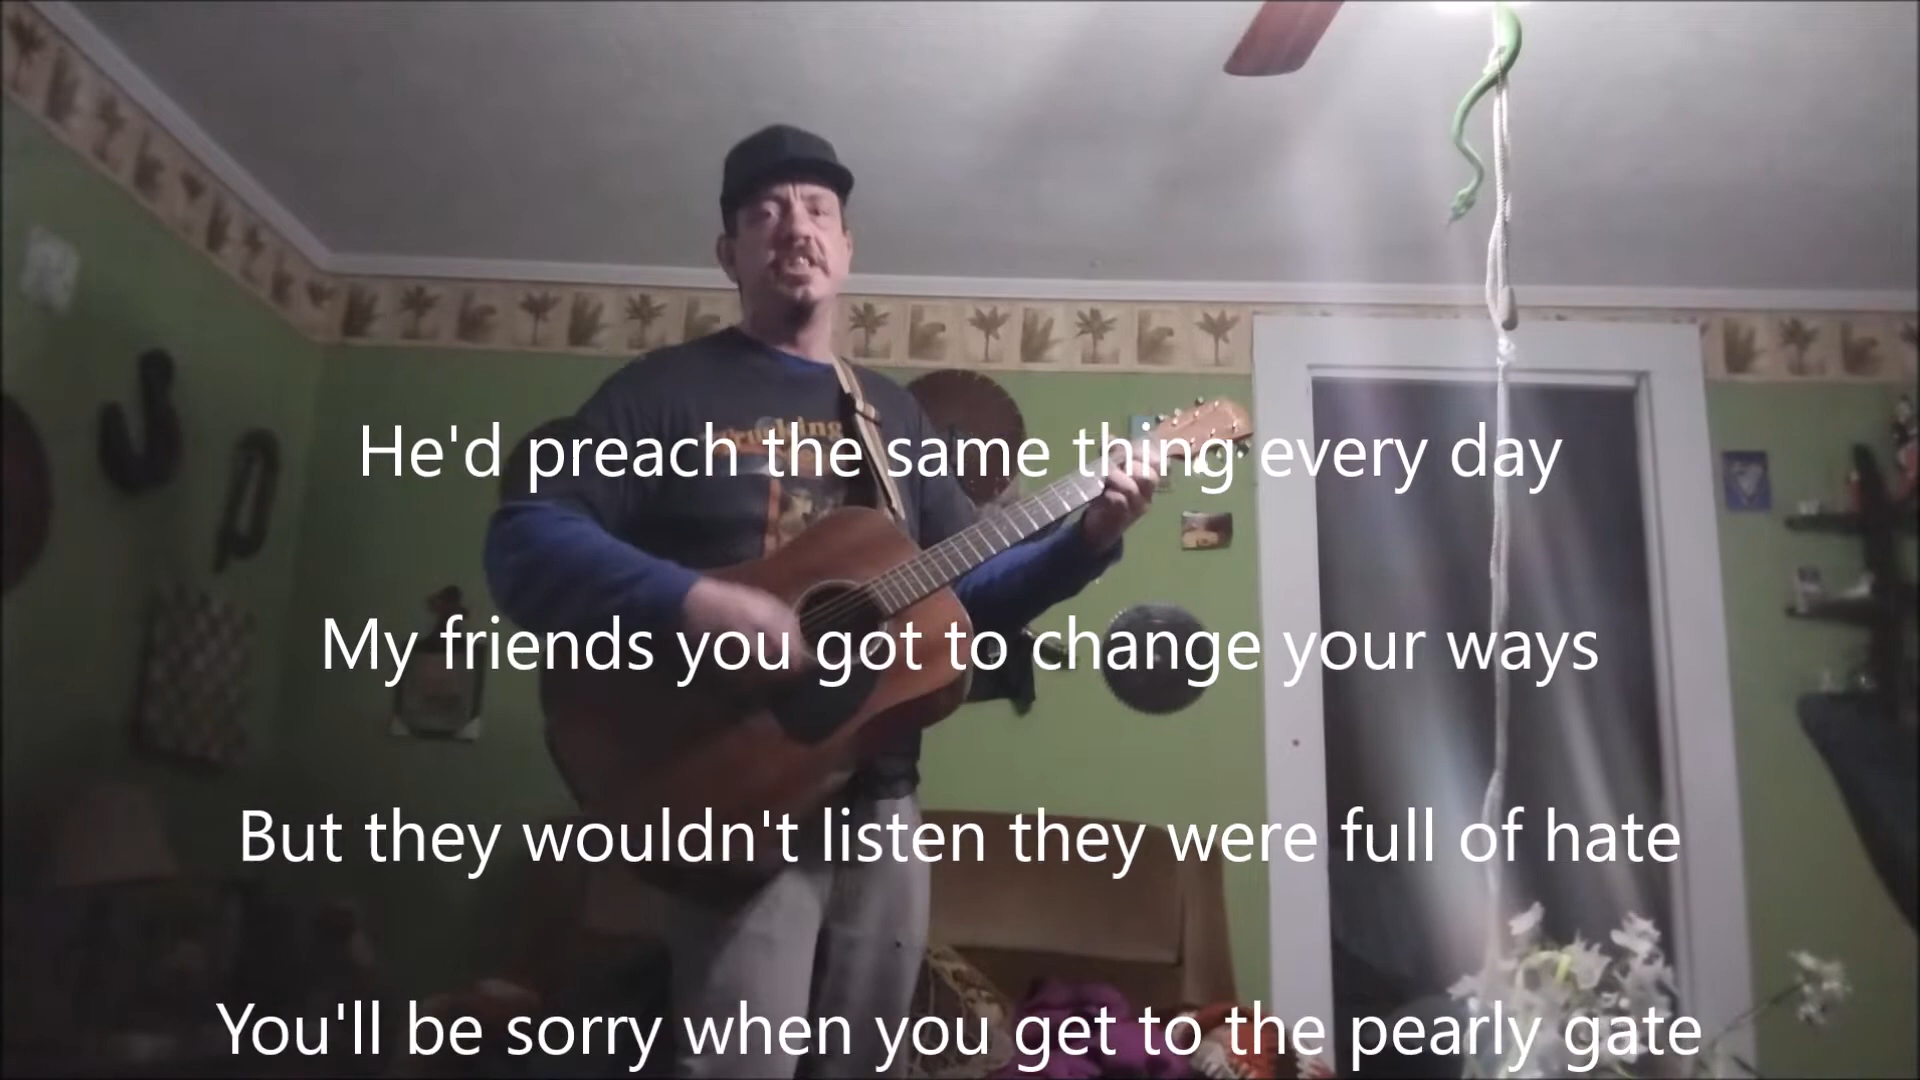 He'd preach the same thing every day
My friends you got to change your ways
But they wouldn't listen they were full of hate
You'll be sorry when you get to the pearly gate